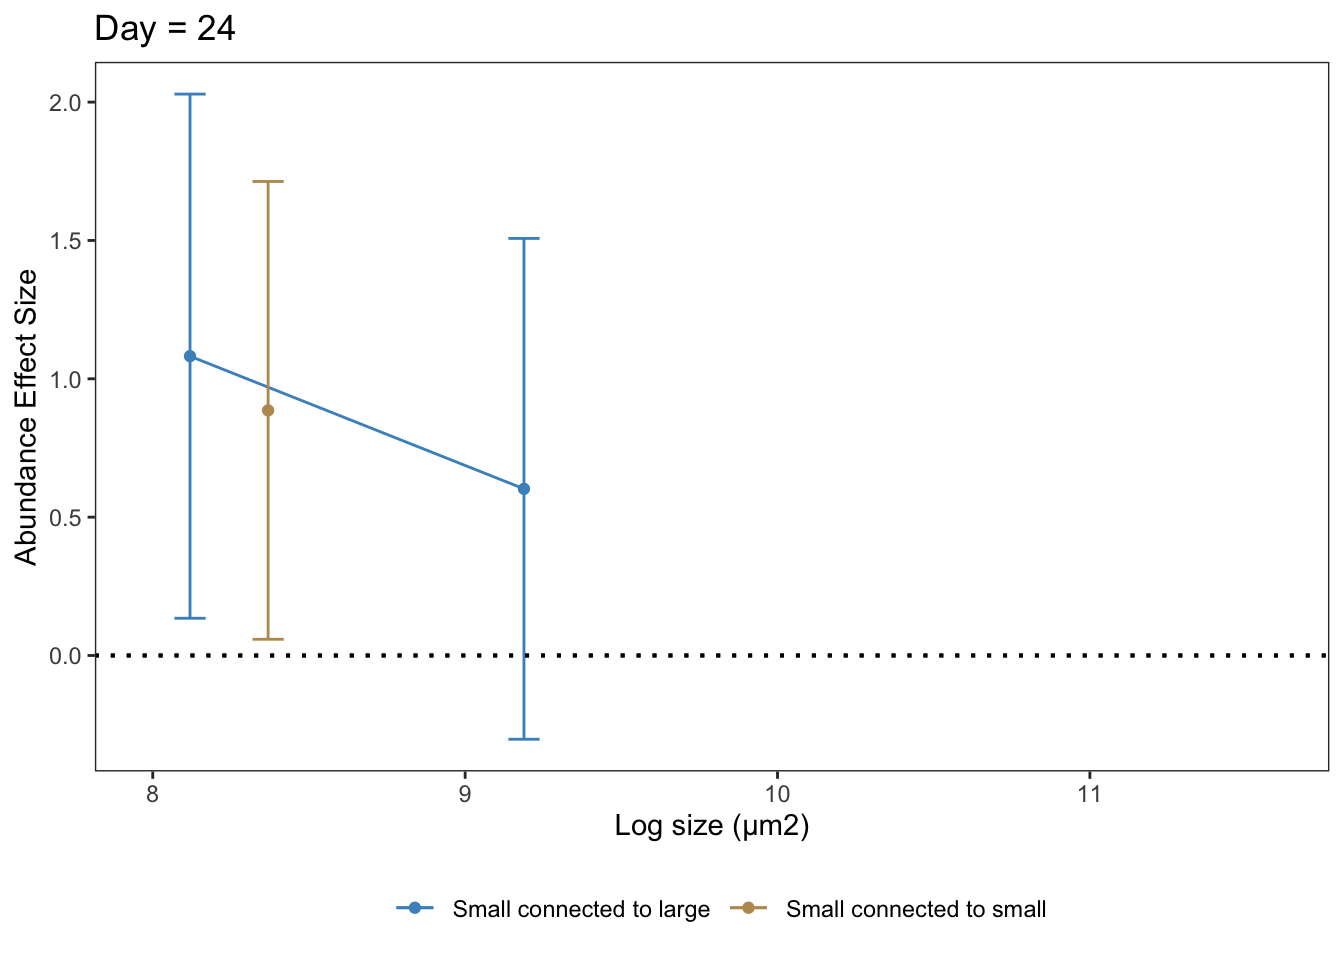 Day = 24
2.0
1.5
1.0
0.5
0.0
Abundance Effect Size
8 9 10 11
Log size (µm2)
Small connected to large Small connected to small